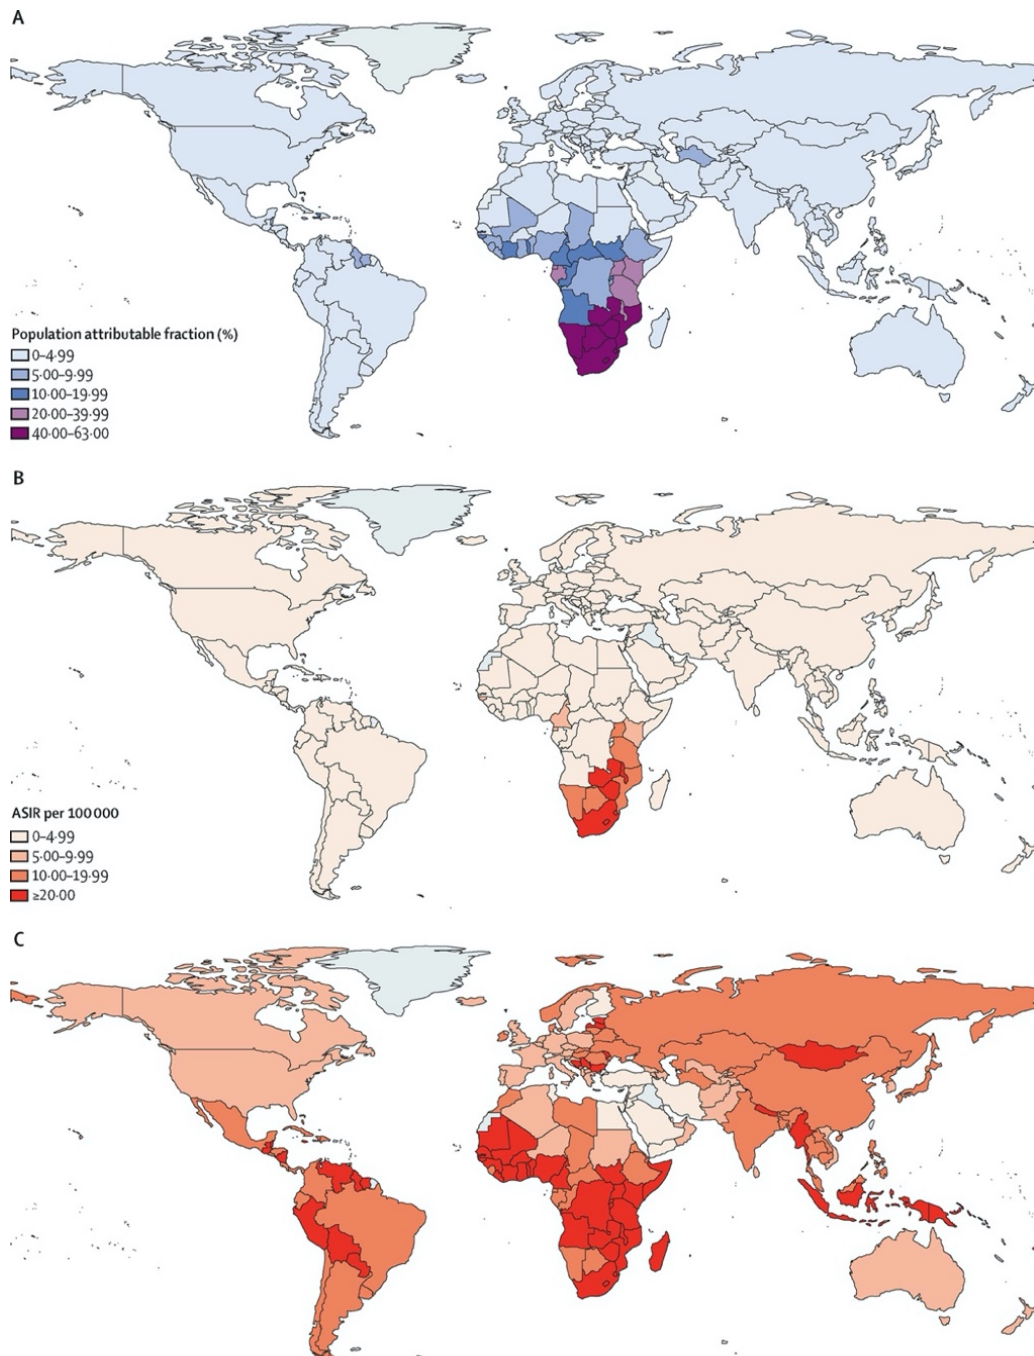 A
Population attributable fraction (%)
0–4·99
5·00–9·99
10·00–19·99
20·00–39·99
40·00–63·00
B
ASIR per 100 000
0–4·99
5·00–9·99
10·00–19·99
≥20·00
C